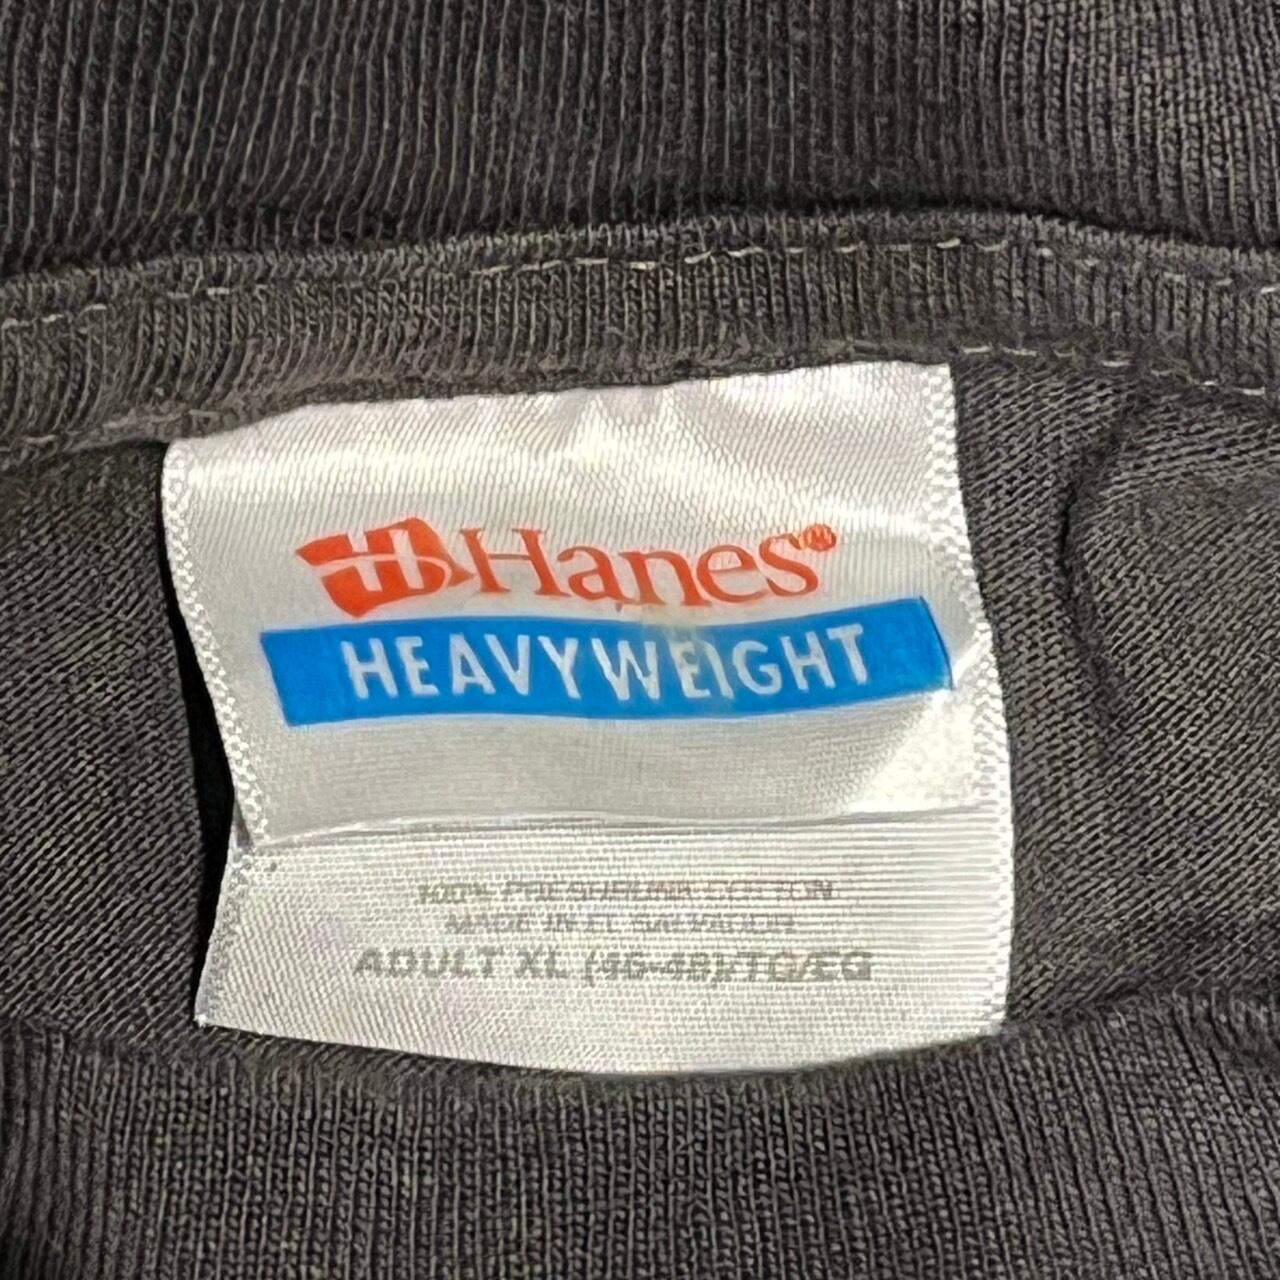 Hanes®
HEAVYWEIGHT
100% PRESHRUNK COTTON
MADE IN EL SALVADOR
ADULT XL (46-48)/TG/EG